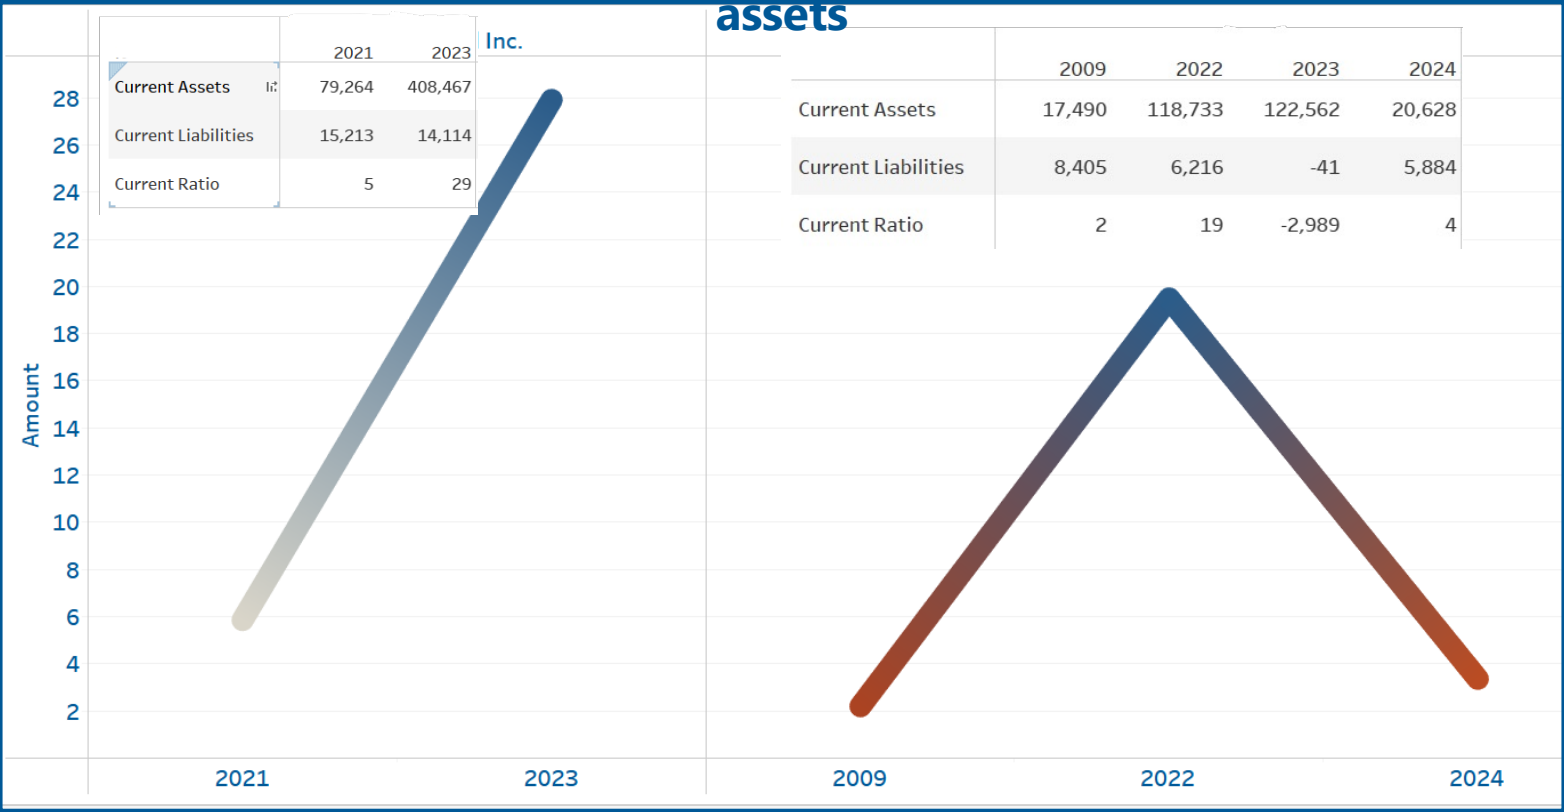 assets
Inc.
2021 2023
Current Assets 79,264 408,467
Current Liabilities 15,213 14,114
Current Ratio 5 29
2009 2022 2023 2024
Current Assets 17,490 118,733 122,562 20,628
Current Liabilities 8,405 6,216 -41 5,884
Current Ratio 2 19 -2,989 4
Amount
28
26
24
22
20
18
16
14
12
10
8
6
4
2
2021 2023 2009 2022 2024